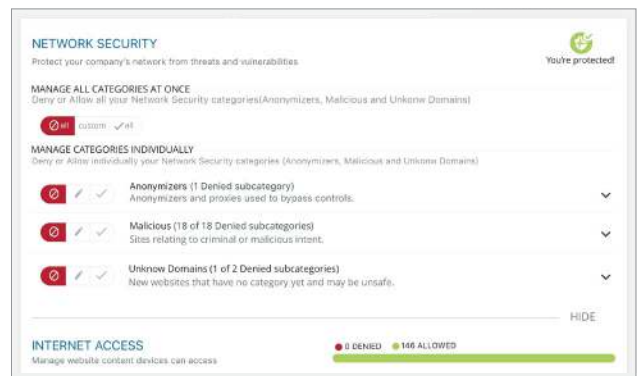 NETWORK SECURITY
Protect your company's network from threats and vulnerabilities
You're protected!
MANAGE ALL CATEGORIES AT ONCE
Deny or Allow all your Network Security categories(Anonymizers, Malicious and Unkonw Domains)
all custom all
MANAGE CATEGORIES INDIVIDUALLY
Deny or Allow individually your Network Security categories (Anonymizers, Malicious and Unkonw Domains)
Anonymizers (1 Denied subcategory)
Anonymizers and proxies used to bypass controls.
Malicious (18 of 18 Denied subcategories)
Sites relating to criminal or malicious intent.
Unknow Domains (1 of 2 Denied subcategories)
New websites that have no category yet and may be unsafe.
HIDE
INTERNET ACCESS
0 DENIED 146 ALLOWED
Manage website content devices can access